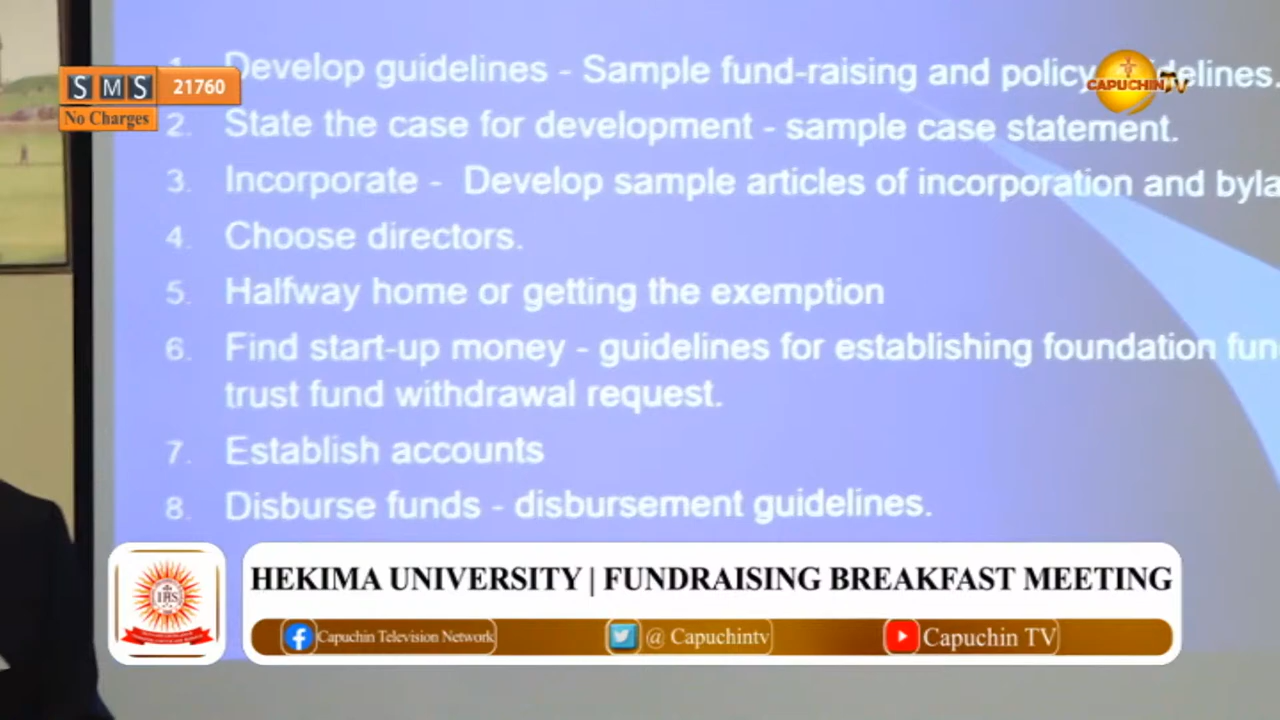 1. Develop guidelines - Sample fund-raising and policy
SMS 21760
No Charges
CAPUCHIN TV
2. State the case for development - sample case statement.
3. Incorporate - Develop sample articles of incorporation and
4. Choose directors.
5. Halfway home or getting the exemption
6. Find start-up money - guidelines for establishing foundation
trust fund withdrawal request.
7. Establish accounts
8. Disburse funds - disbursement guidelines.
IHS
HEKIMA UNIVERSITY | FUNDRAISING BREAKFAST MEETING
Capuchin Television Network
@ Capuchintv
Capuchin TV